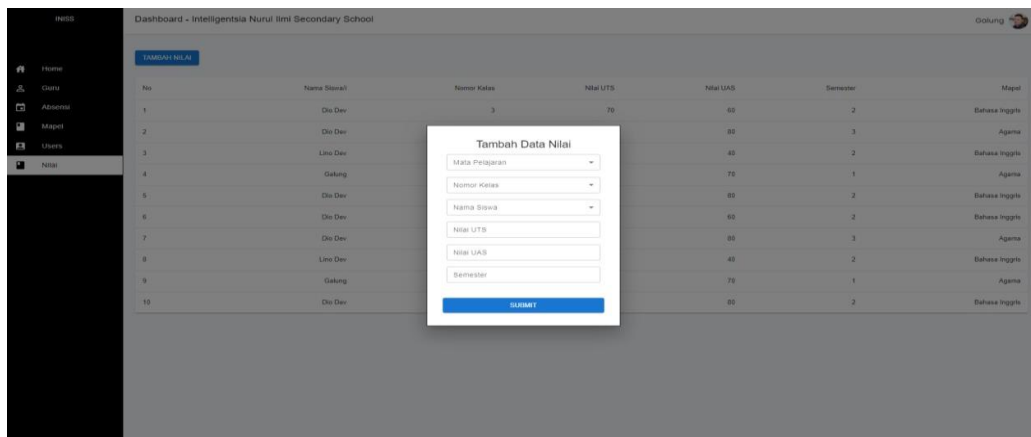 INISS
Dashboard - Intelligentsia Nurul Ilmi Secondary School
Galung
Home
Guru
Absensi
Mapel
Users
Nilai
TAMBAH NILAI
No Nama Siswa/i Nomor Kelas Nilai UTS Nilai UAS Semester Mapel
1 Dio Dev 3 70 60 2 Bahasa Inggris
2 Dio Dev 80 3 Agama
3 Lino Dev 40 2 Bahasa Inggris
4 Galung 70 1 Agama
5 Dio Dev 80 2 Bahasa Inggris
6 Dio Dev 60 2 Bahasa Inggris
7 Dio Dev 80 3 Agama
8 Lino Dev 40 2 Bahasa Inggris
9 Galung 70 1 Agama
10 Dio Dev 80 2 Bahasa Inggris
Tambah Data Nilai
Mata Pelajaran
Nomor Kelas
Nama Siswa
Nilai UTS
Nilai UAS
Semester
SUBMIT